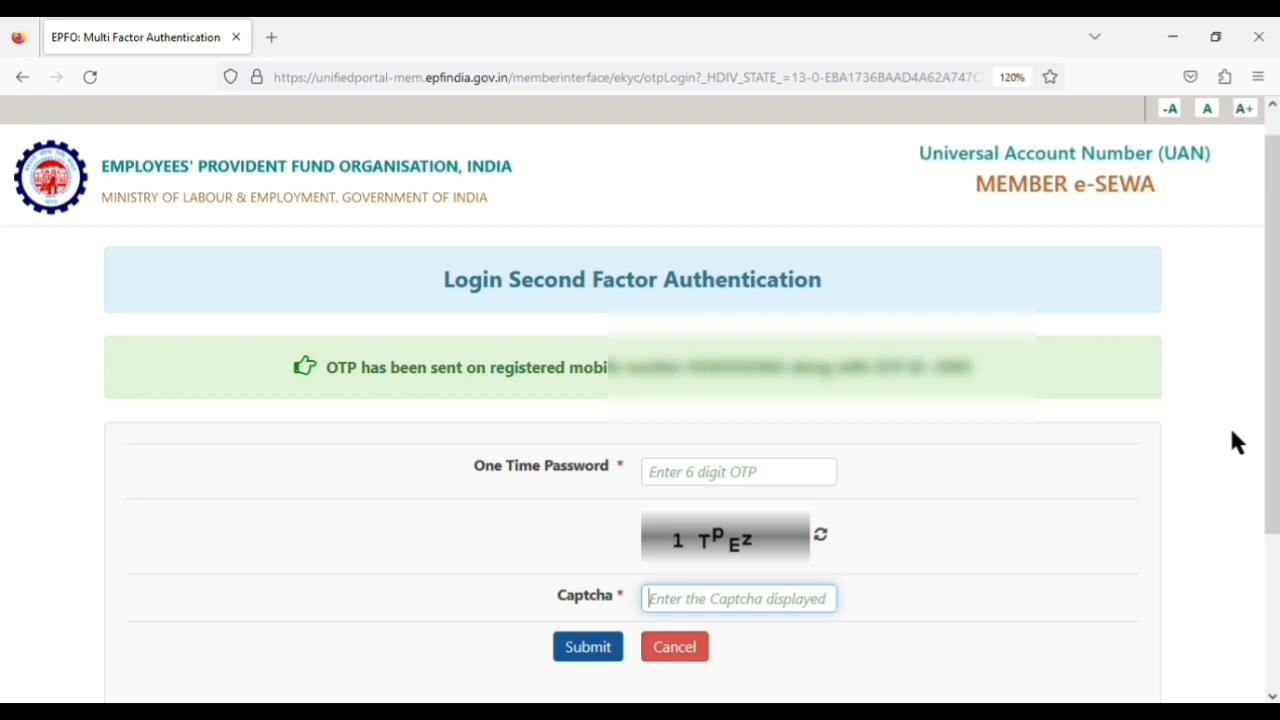 EPFO: Multi Factor Authentication
https://unifiedportal-mem.epfindia.gov.in/memberinterface/ekyc/otpLogin?_HDIV_STATE_=13-0-EBA1736BAAD4A62A747C 120%
-A A A+
EMPLOYEES' PROVIDENT FUND ORGANISATION, INDIA
MINISTRY OF LABOUR & EMPLOYMENT, GOVERNMENT OF INDIA
Universal Account Number (UAN)
MEMBER e-SEWA
Login Second Factor Authentication
OTP has been sent on registered
One Time Password *
Enter 6 digit OTP
1 TPEz
Captcha *
Enter the Captcha displayed
Submit Cancel